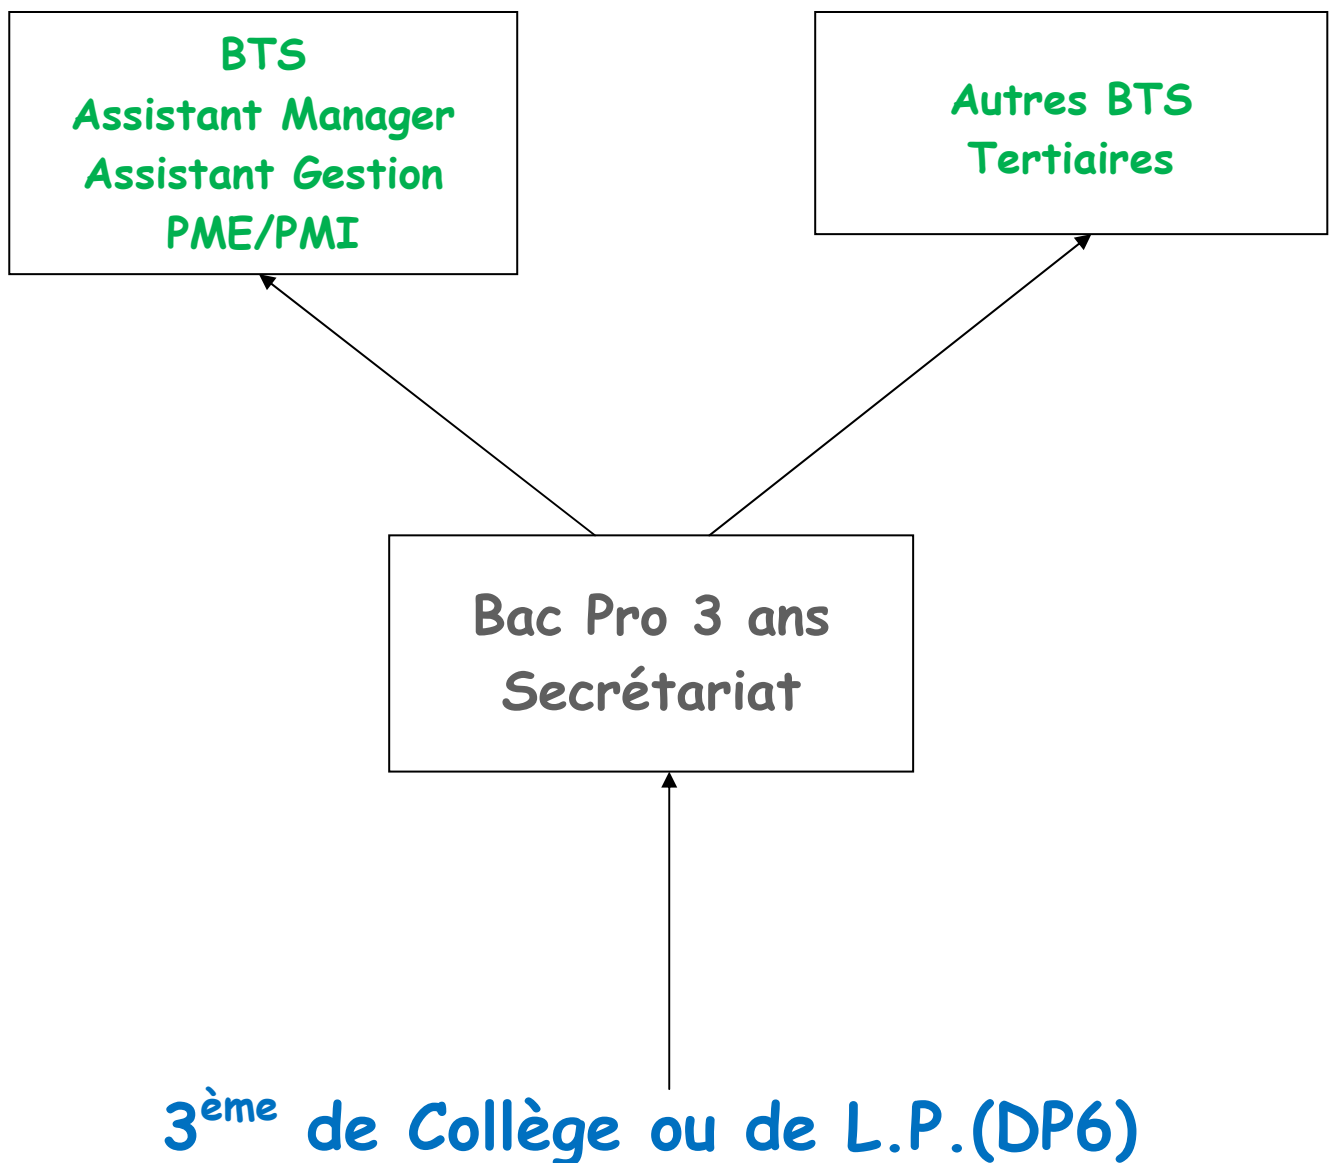 BTS
Assistant Manager
Assistant Gestion
PME/PMI
Autres BTS
Tertiaires
Bac Pro 3 ans
Secrétariat
3ème de Collège ou de L.P.(DP6)